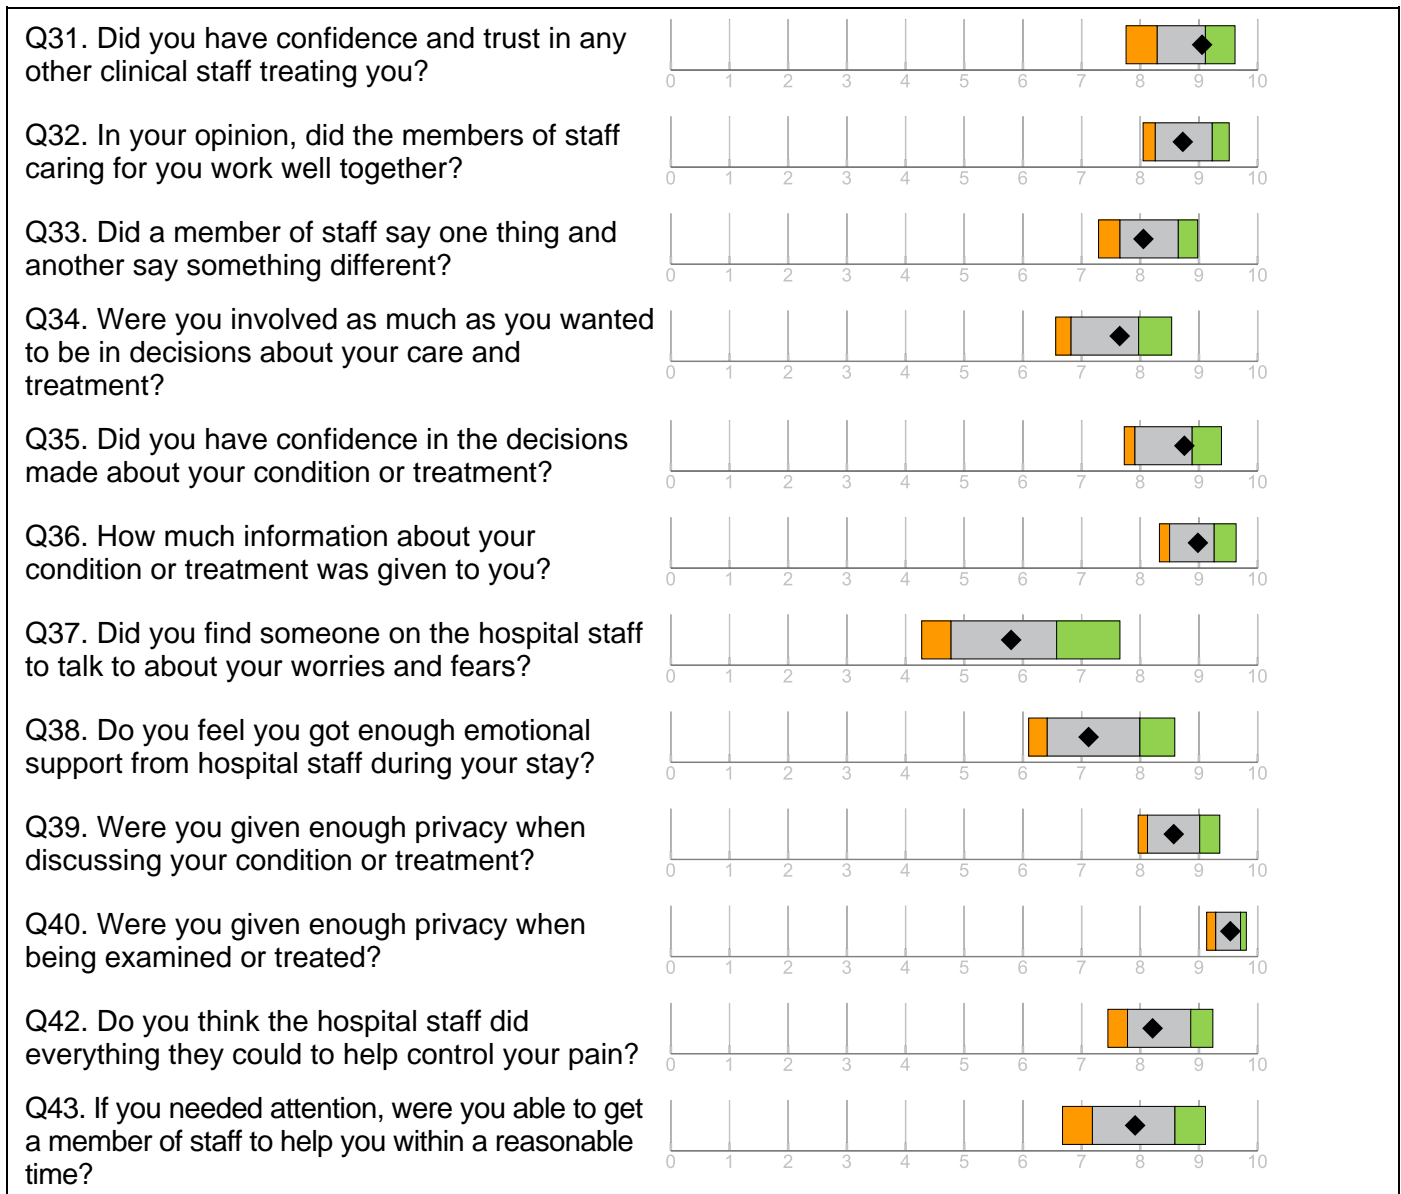 Q31. Did you have confidence and trust in any
other clinical staff treating you?
0 1 2 3 4 5 6 7 8 9 10
Q32. In your opinion, did the members of staff
caring for you work well together?
0 1 2 3 4 5 6 7 8 9 10
Q33. Did a member of staff say one thing and
another say something different?
0 1 2 3 4 5 6 7 8 9 10
Q34. Were you involved as much as you wanted
to be in decisions about your care and
treatment?
0 1 2 3 4 5 6 7 8 9 10
Q35. Did you have confidence in the decisions
made about your condition or treatment?
0 1 2 3 4 5 6 7 8 9 10
Q36. How much information about your
condition or treatment was given to you?
0 1 2 3 4 5 6 7 8 9 10
Q37. Did you find someone on the hospital staff
to talk to about your worries and fears?
0 1 2 3 4 5 6 7 8 9 10
Q38. Do you feel you got enough emotional
support from hospital staff during your stay?
0 1 2 3 4 5 6 7 8 9 10
Q39. Were you given enough privacy when
discussing your condition or treatment?
0 1 2 3 4 5 6 7 8 9 10
Q40. Were you given enough privacy when
being examined or treated?
0 1 2 3 4 5 6 7 8 9 10
Q42. Do you think the hospital staff did
everything they could to help control your pain?
0 1 2 3 4 5 6 7 8 9 10
Q43. If you needed attention, were you able to get
a member of staff to help you within a reasonable
time?
0 1 2 3 4 5 6 7 8 9 10